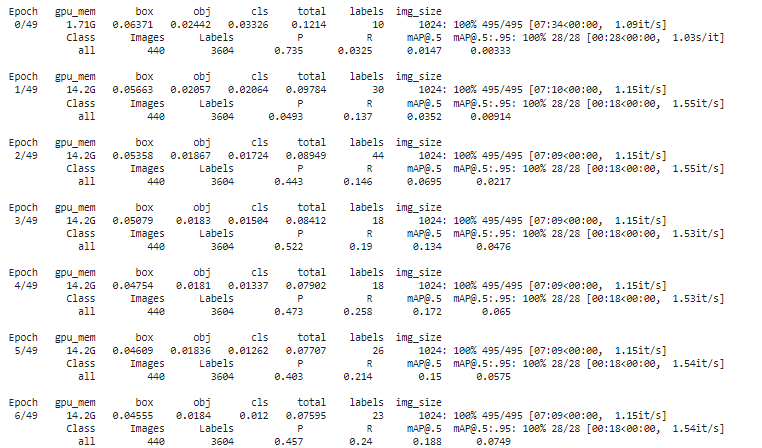 Epoch gpu_mem box obj cls total labels img_size
0/49 1.71G 0.06371 0.02442 0.03326 0.1214 10 1024: 100% 495/495 [07:34<00:00, 1.09it/s]
Class Images Labels P R mAP@.5 mAP@.5:.95: 100% 28/28 [00:28<00:00, 1.03s/it]
all 440 3604 0.735 0.0325 0.0147 0.00333
Epoch gpu_mem box obj cls total labels img_size
1/49 14.2G 0.05663 0.02057 0.02064 0.09784 30 1024: 100% 495/495 [07:10<00:00, 1.15it/s]
Class Images Labels P R mAP@.5 mAP@.5:.95: 100% 28/28 [00:18<00:00, 1.55it/s]
all 440 3604 0.0493 0.137 0.0352 0.00914
Epoch gpu_mem box obj cls total labels img_size
2/49 14.2G 0.05358 0.01867 0.01724 0.08949 44 1024: 100% 495/495 [07:09<00:00, 1.15it/s]
Class Images Labels P R mAP@.5 mAP@.5:.95: 100% 28/28 [00:18<00:00, 1.55it/s]
all 440 3604 0.443 0.146 0.0695 0.0217
Epoch gpu_mem box obj cls total labels img_size
3/49 14.2G 0.05079 0.0183 0.01504 0.08412 18 1024: 100% 495/495 [07:09<00:00, 1.15it/s]
Class Images Labels P R mAP@.5 mAP@.5:.95: 100% 28/28 [00:18<00:00, 1.53it/s]
all 440 3604 0.522 0.19 0.134 0.0476
Epoch gpu_mem box obj cls total labels img_size
4/49 14.2G 0.04754 0.0181 0.01337 0.07902 18 1024: 100% 495/495 [07:09<00:00, 1.15it/s]
Class Images Labels P R mAP@.5 mAP@.5:.95: 100% 28/28 [00:18<00:00, 1.53it/s]
all 440 3604 0.473 0.258 0.172 0.065
Epoch gpu_mem box obj cls total labels img_size
5/49 14.2G 0.04609 0.01836 0.01262 0.07707 26 1024: 100% 495/495 [07:09<00:00, 1.15it/s]
Class Images Labels P R mAP@.5 mAP@.5:.95: 100% 28/28 [00:18<00:00, 1.54it/s]
all 440 3604 0.403 0.214 0.15 0.0575
Epoch gpu_mem box obj cls total labels img_size
6/49 14.2G 0.04555 0.0184 0.012 0.07595 23 1024: 100% 495/495 [07:09<00:00, 1.15it/s]
Class Images Labels P R mAP@.5 mAP@.5:.95: 100% 28/28 [00:18<00:00, 1.54it/s]
all 440 3604 0.457 0.24 0.188 0.0749